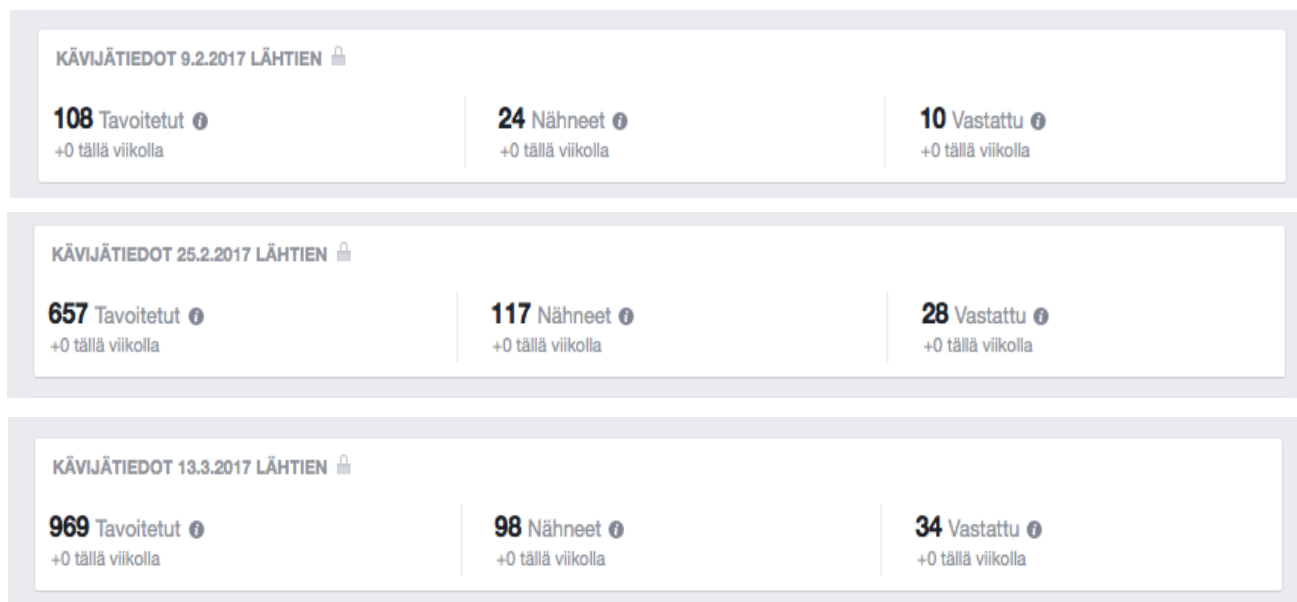 KÄVIJÄTIEDOT 9.2.2017 LÄHTIEN
108 Tavoitetut 24 Nähneet 10 Vastattu
+0 tällä viikolla +0 tällä viikolla +0 tällä viikolla
KÄVIJÄTIEDOT 25.2.2017 LÄHTIEN
657 Tavoitetut 117 Nähneet 28 Vastattu
+0 tällä viikolla +0 tällä viikolla +0 tällä viikolla
KÄVIJÄTIEDOT 13.3.2017 LÄHTIEN
969 Tavoitetut 98 Nähneet 34 Vastattu
+0 tällä viikolla +0 tällä viikolla +0 tällä viikolla